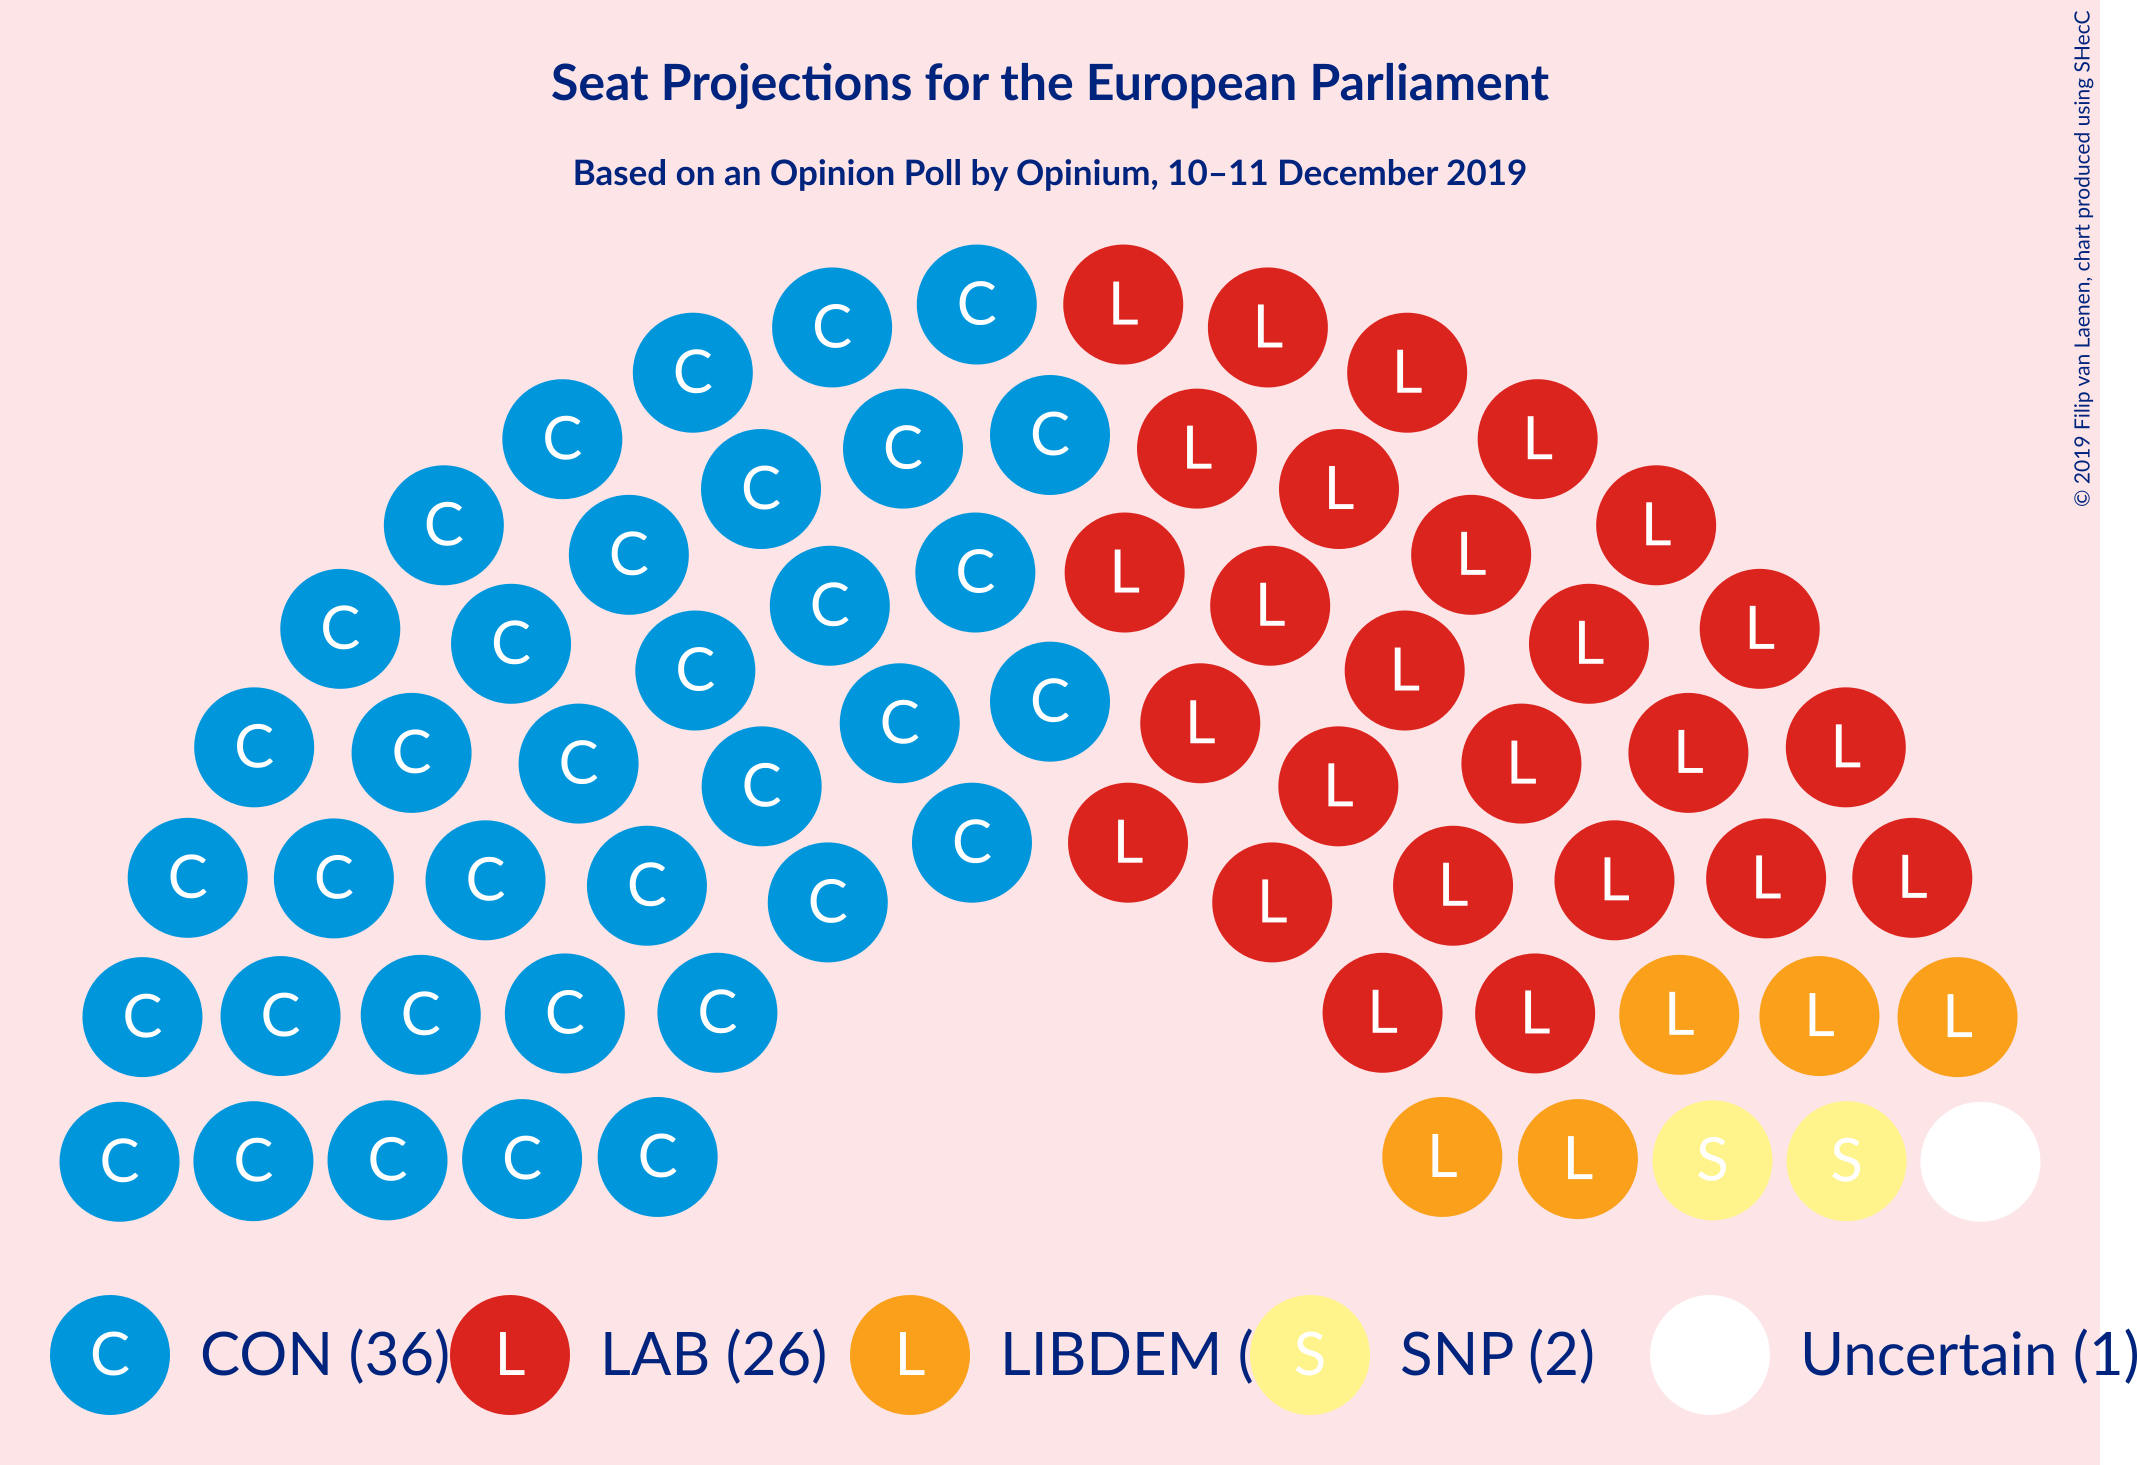 Seat Projections for the European Parliament
Based on an Opinion Poll by Opinium, 10–11 December 2019
© 2019 Filip van Laenen, chart produced using SHecC
C L
C C L L
C C L L
C C C L L L
C C L L
C C C L L L
C C L L
C C C L L L
C C C L L L
C C C C L L L L
C C C C C C L L L L L L
C C C C C L L L L L
C C C C C L L S S
C CON (36) L LAB (26) L LIBDEM ( S SNP (2) Uncertain (1)